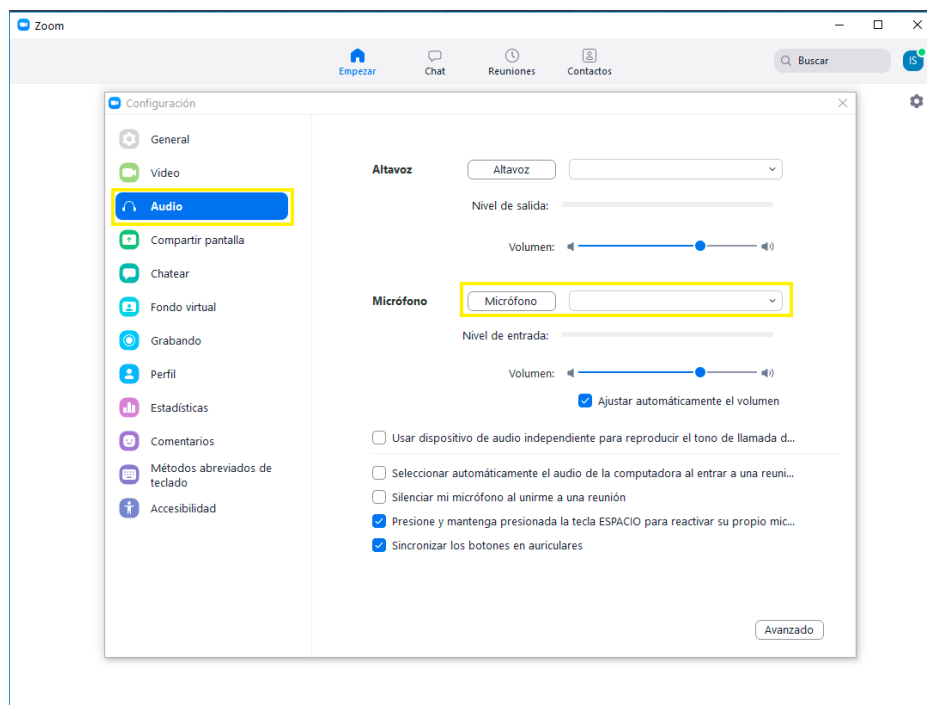 Zoom
Empezar
Chat
Reuniones
Contactos
Buscar
IS
Configuración
General
Video
Audio
Compartir pantalla
Chatear
Fondo virtual
Grabando
Perfil
Estadísticas
Comentarios
Métodos abreviados de
teclado
Accesibilidad
Altavoz
Altavoz
Nivel de salida:
Volumen:
Micrófono
Micrófono
Nivel de entrada:
Volumen:
Ajustar automáticamente el volumen
Usar dispositivo de audio independiente para reproducir el tono de llamada d...
Seleccionar automáticamente el audio de la computadora al entrar a una reuni...
Silenciar mi micrófono al unirme a una reunión
Presione y mantenga presionada la tecla ESPACIO para reactivar su propio mic...
Sincronizar los botones en auriculares
Avanzado